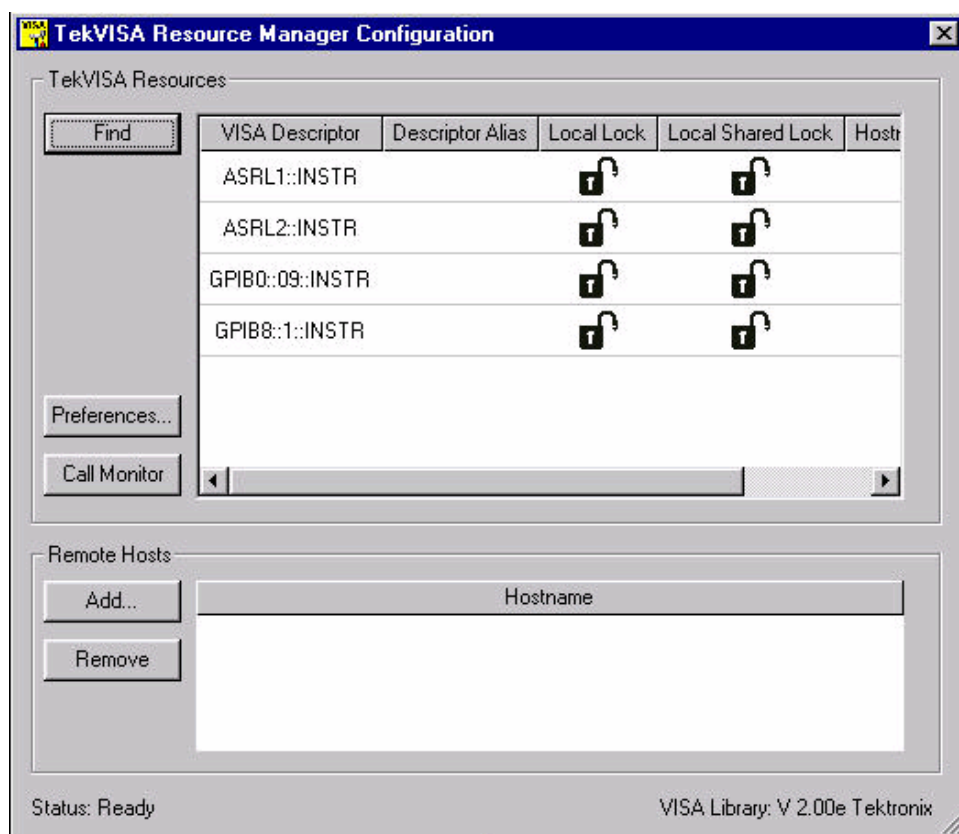 TekVISA Resource Manager Configuration
TekVISA Resources
Find
VISA Descriptor Descriptor Alias Local Lock Local Shared Lock Hostr
ASRL1::INSTR
ASRL2::INSTR
GPIB0::09::INSTR
GPIB8::1::INSTR
Preferences...
Call Monitor
Remote Hosts
Add...
Hostname
Remove
Status: Ready
VISA Library: V 2.00e Tektronix